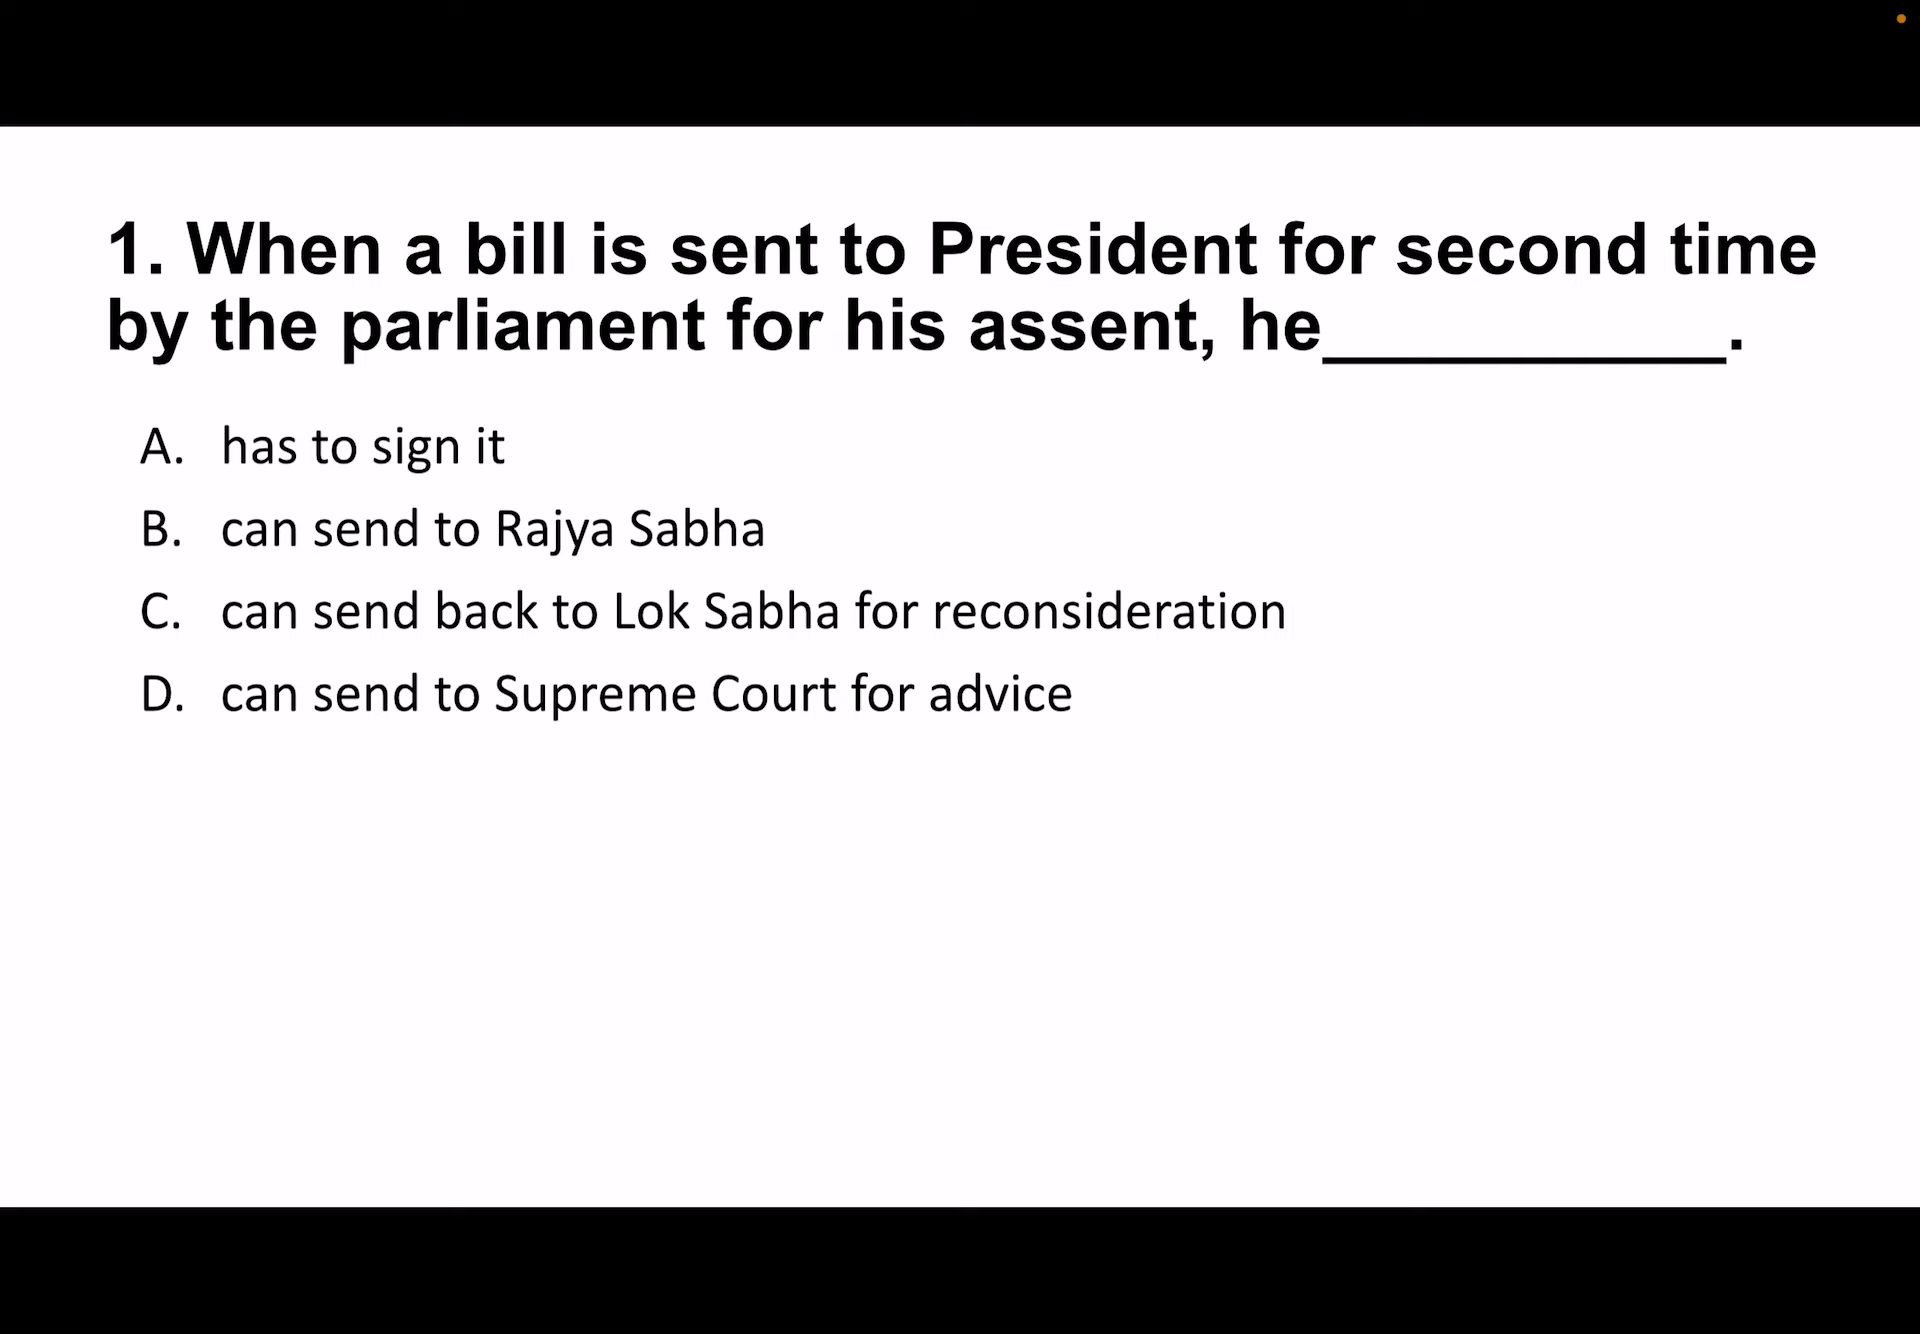 1. When a bill is sent to President for second time
by the parliament for his assent, he___________.
A. has to sign it
B. can send to Rajya Sabha
C. can send back to Lok Sabha for reconsideration
D. can send to Supreme Court for advice